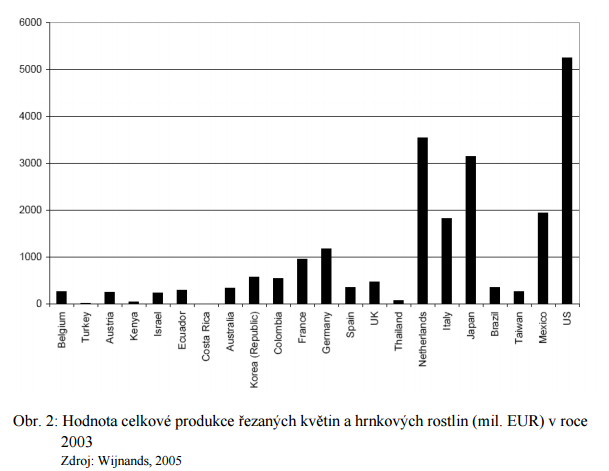 6000
5000
4000
3000
2000
1000
0
Belgium
Turkey
Austria
Kenya
Israel
Ecuador
Costa Rica
Australia
Korea (Republic)
Colombia
France
Germany
Spain
UK
Thailand
Netherlands
Italy
Japan
Brazil
Taiwan
Mexico
US
Obr. 2: Hodnota celkové produkce řezaných květin a hrnkových rostlin (mil. EUR) v roce
2003
Zdroj: Wijnands, 2005